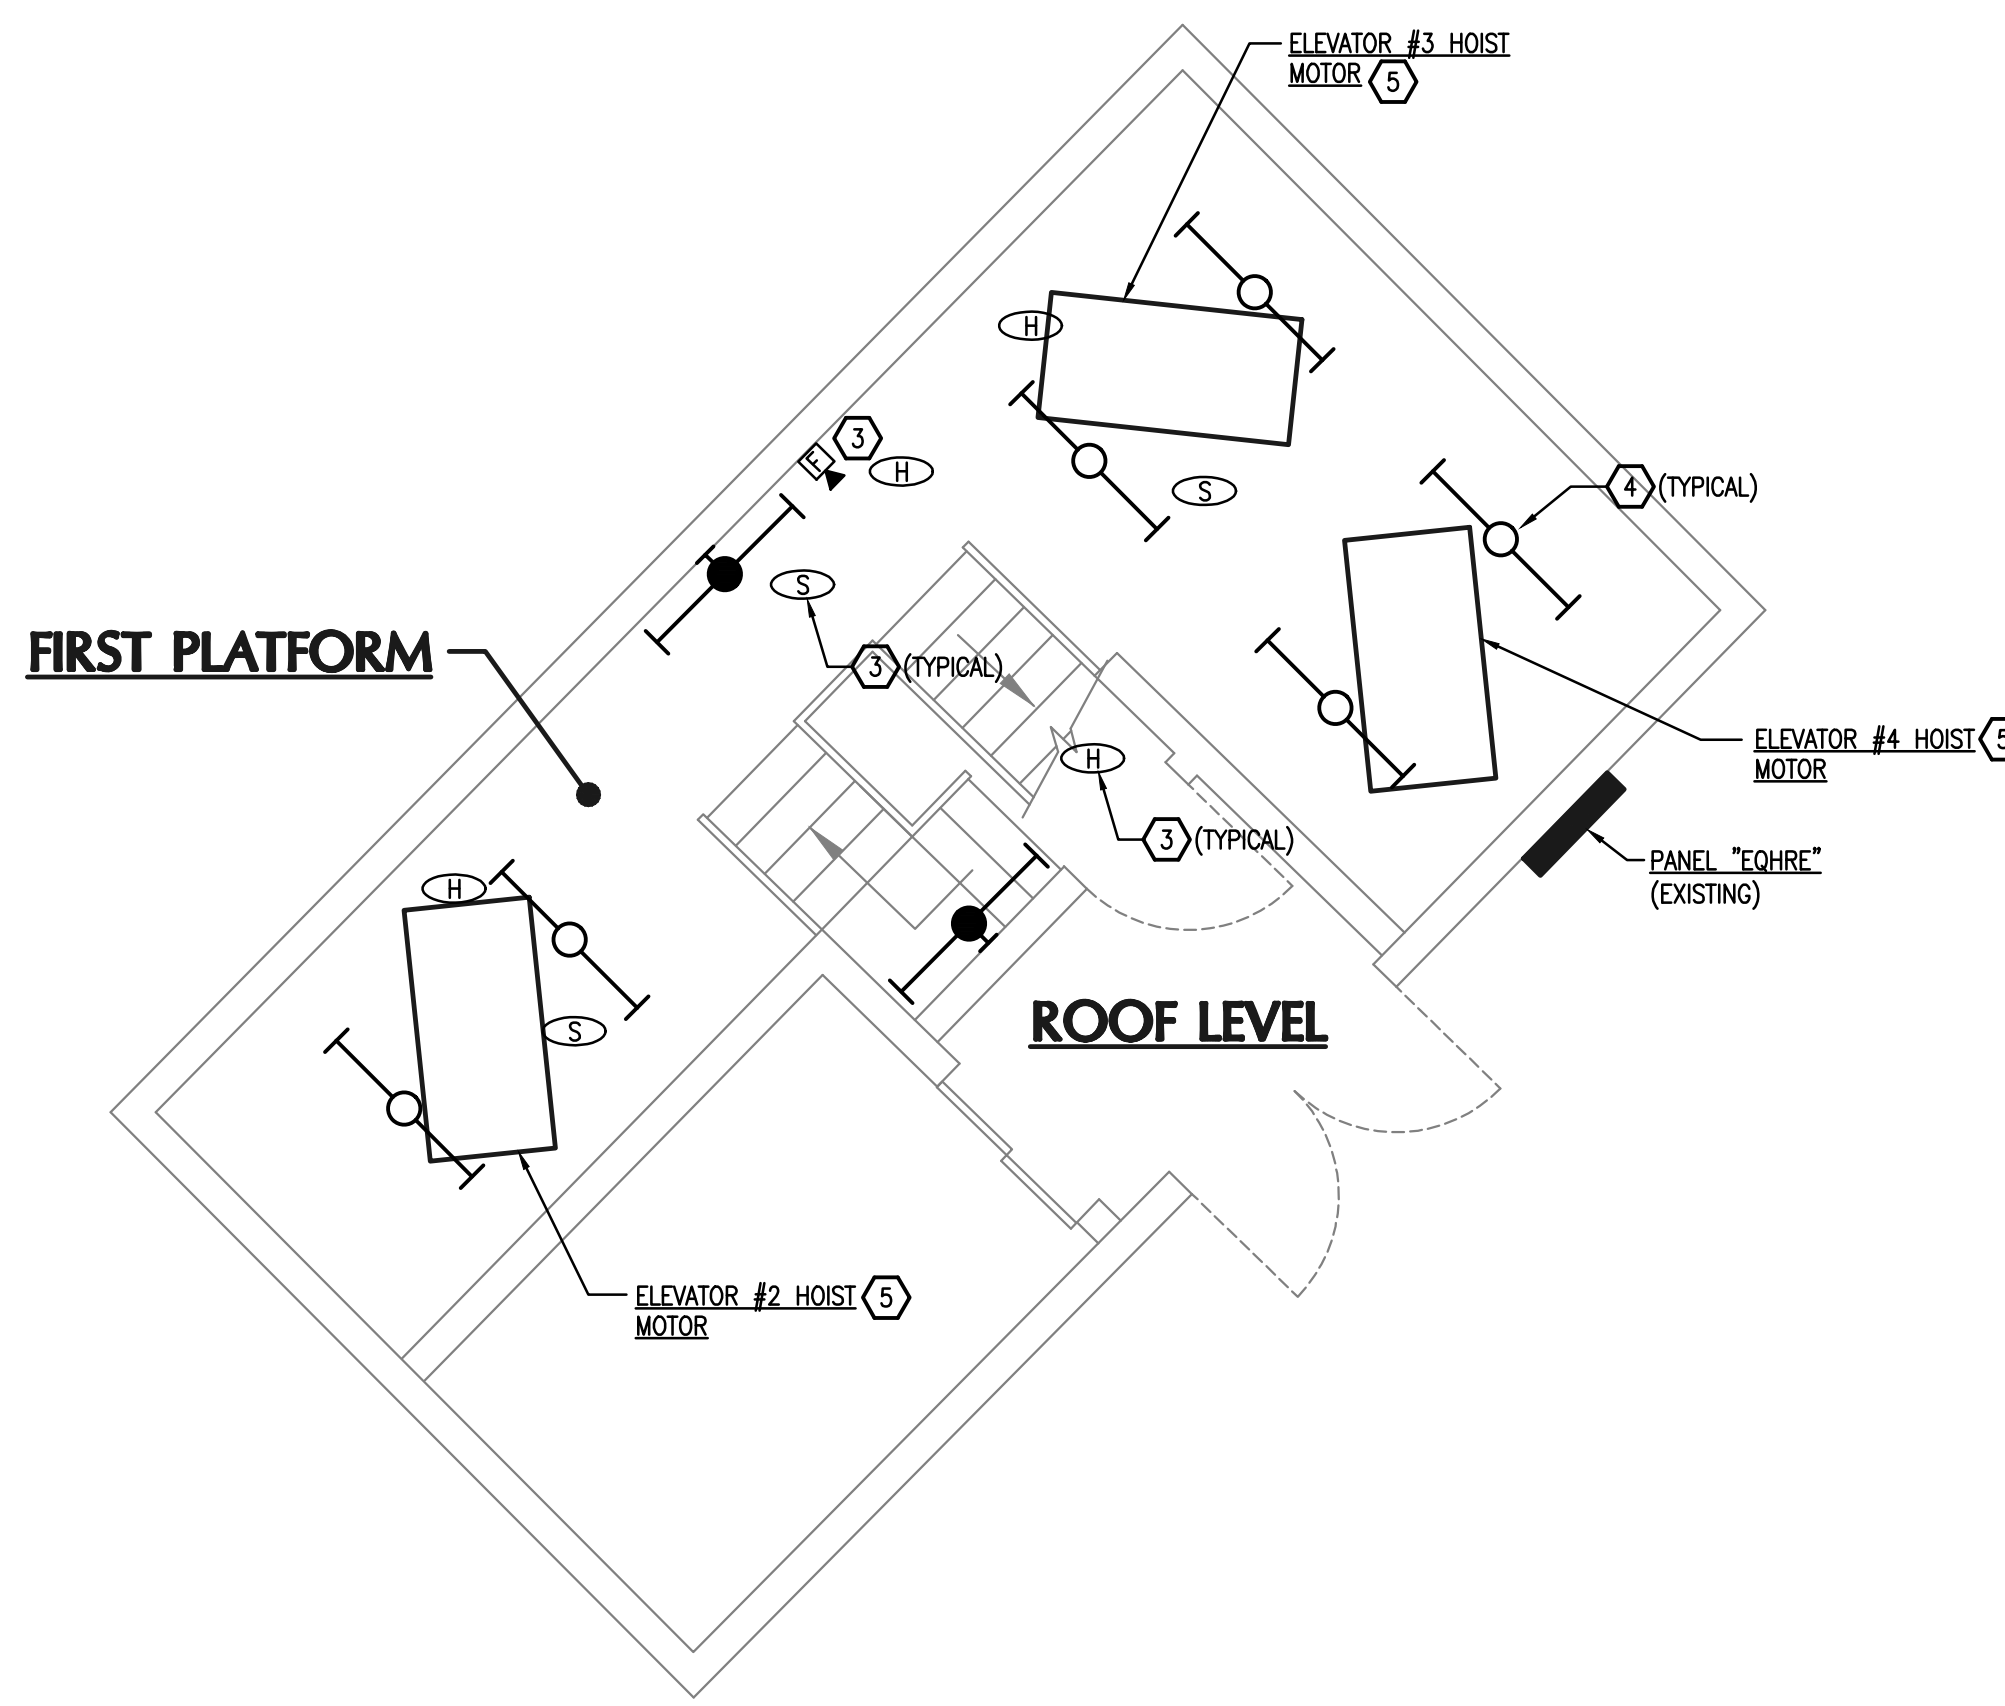 ELEVATOR #3 HOIST
MOTOR 5
H
3
F
H
S
4 (TYPICAL)
S
3 (TYPICAL)
FIRST PLATFORM
ELEVATOR #4 HOIST 5
MOTOR
H
3 (TYPICAL)
PANEL "EQHRE"
(EXISTING)
H
S
ROOF LEVEL
ELEVATOR #2 HOIST 5
MOTOR